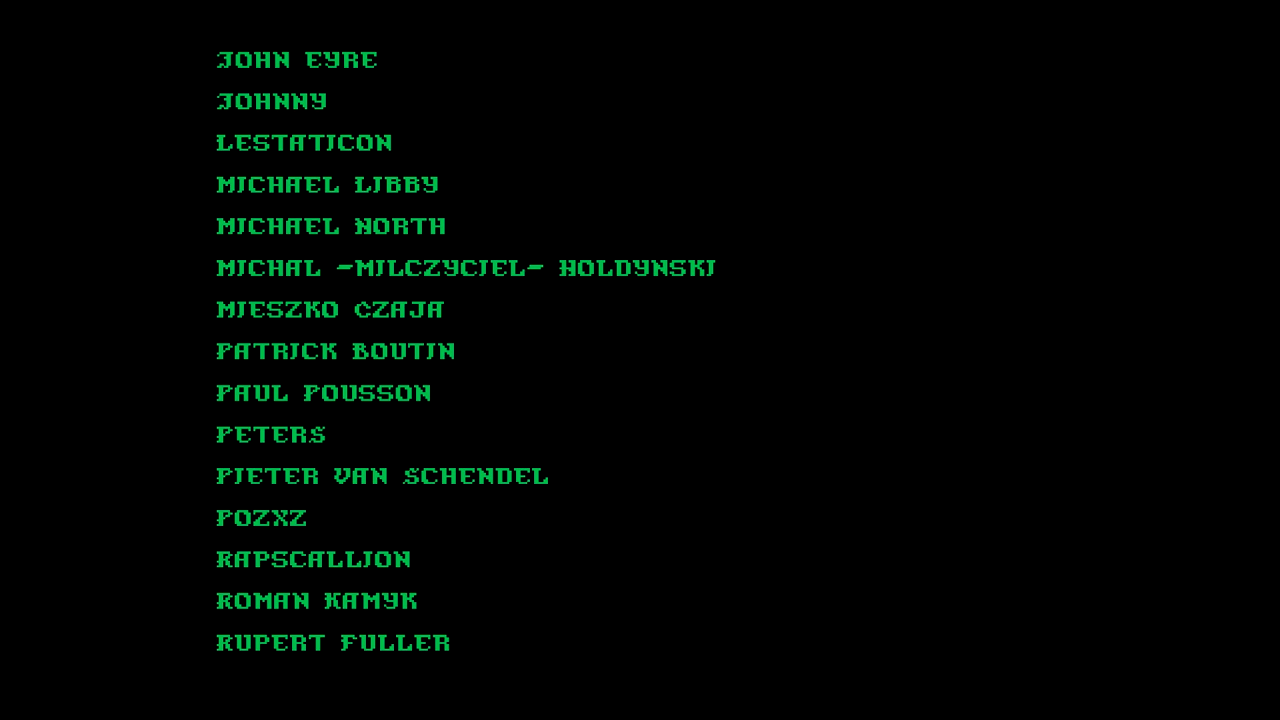 JOHN EYRE
JOHNNY
LESTATICON
MICHAEL LIBBY
MICHAEL NORTH
MICHAL -MILCZYCIEL- HOLDYNSKI
MIESZKO CZAJA
PATRICK BOUTIN
PAUL POUSSON
PETERS
PIETER VAN SCHENDEL
POZXZ
RAPSCALLION
ROMAN KAMYK
RUPERT FULLER